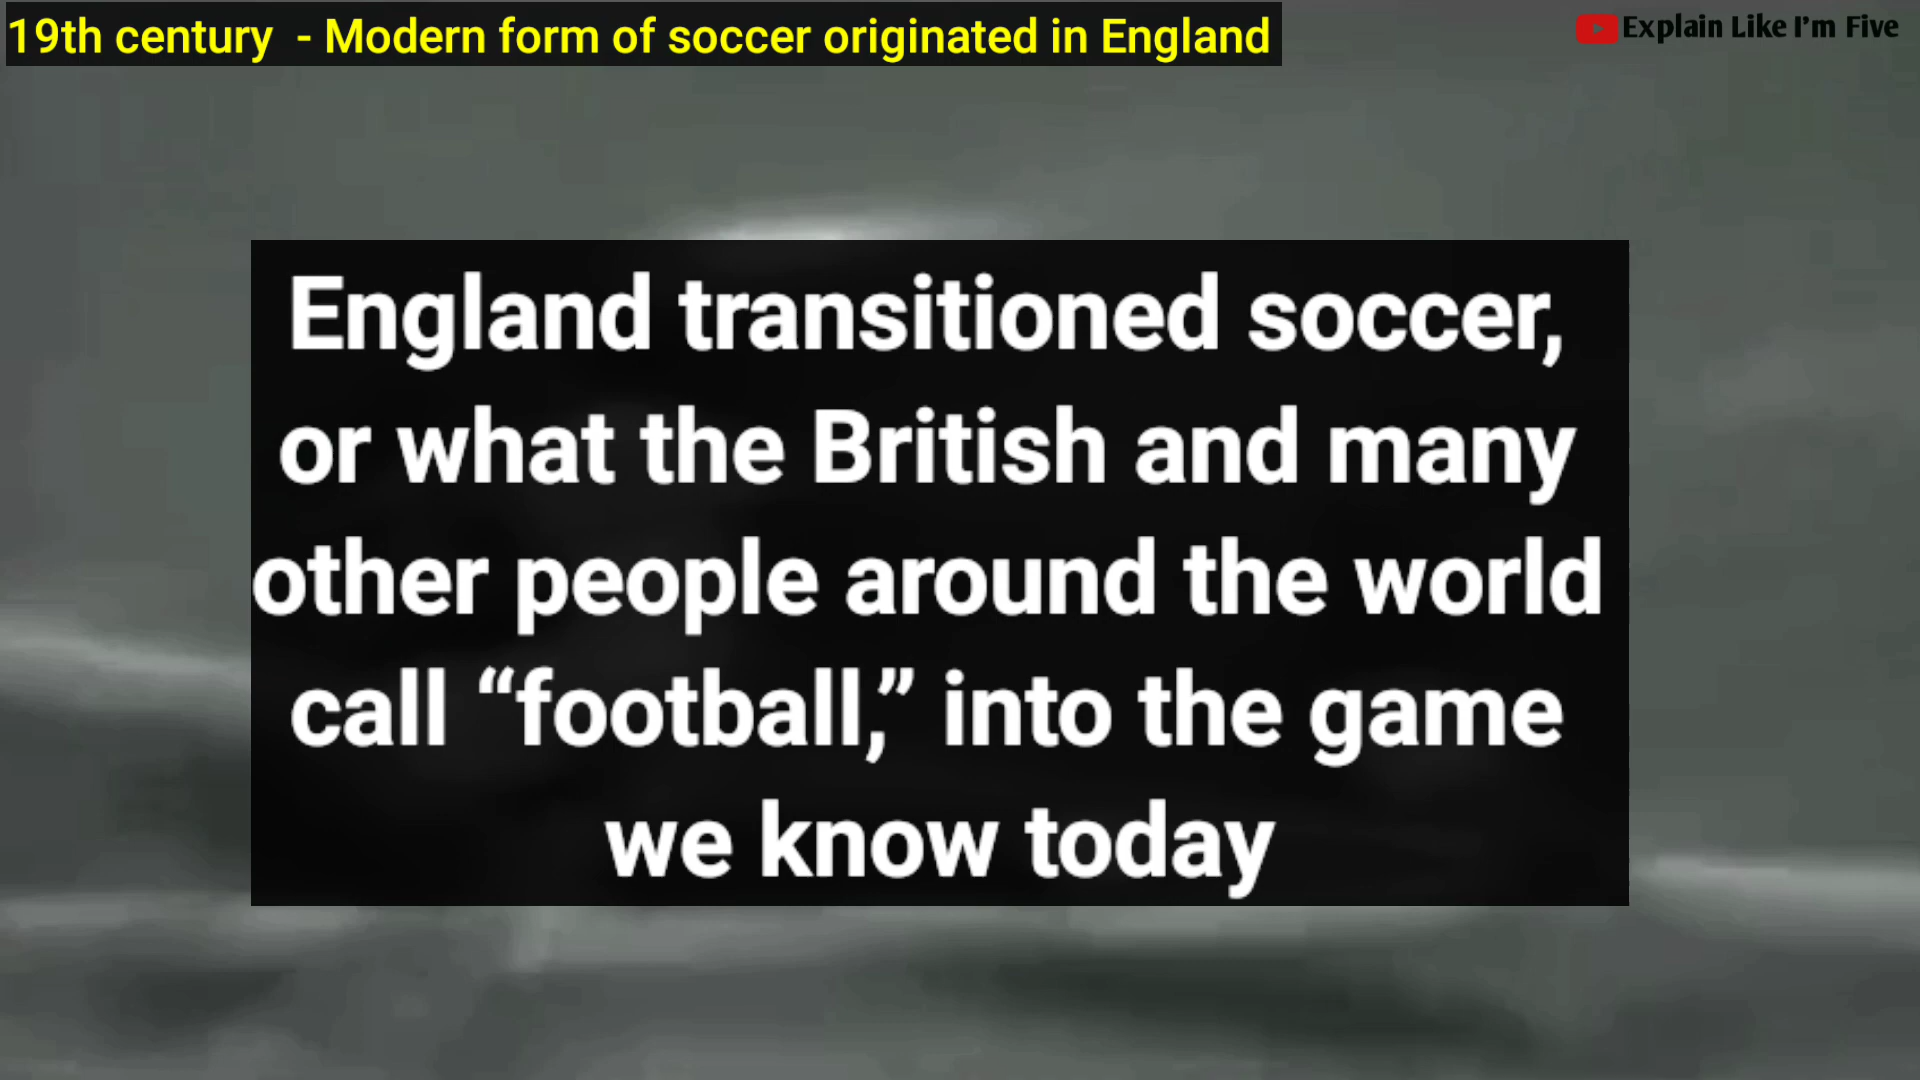 19th century  - Modern form of soccer originated in England
Explain Like I'm Five
England transitioned soccer,
or what the British and many
other people around the world
call “football,” into the game
we know today